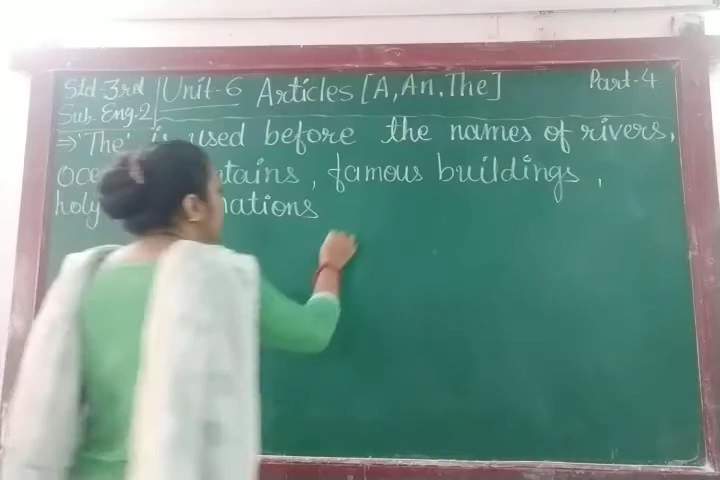 Std-3rd Unit-6 Articles [A, An, The] Part-4
Sub-Eng-2
⇒ 'The' is used before the names of rivers,
famous buildings,
nations